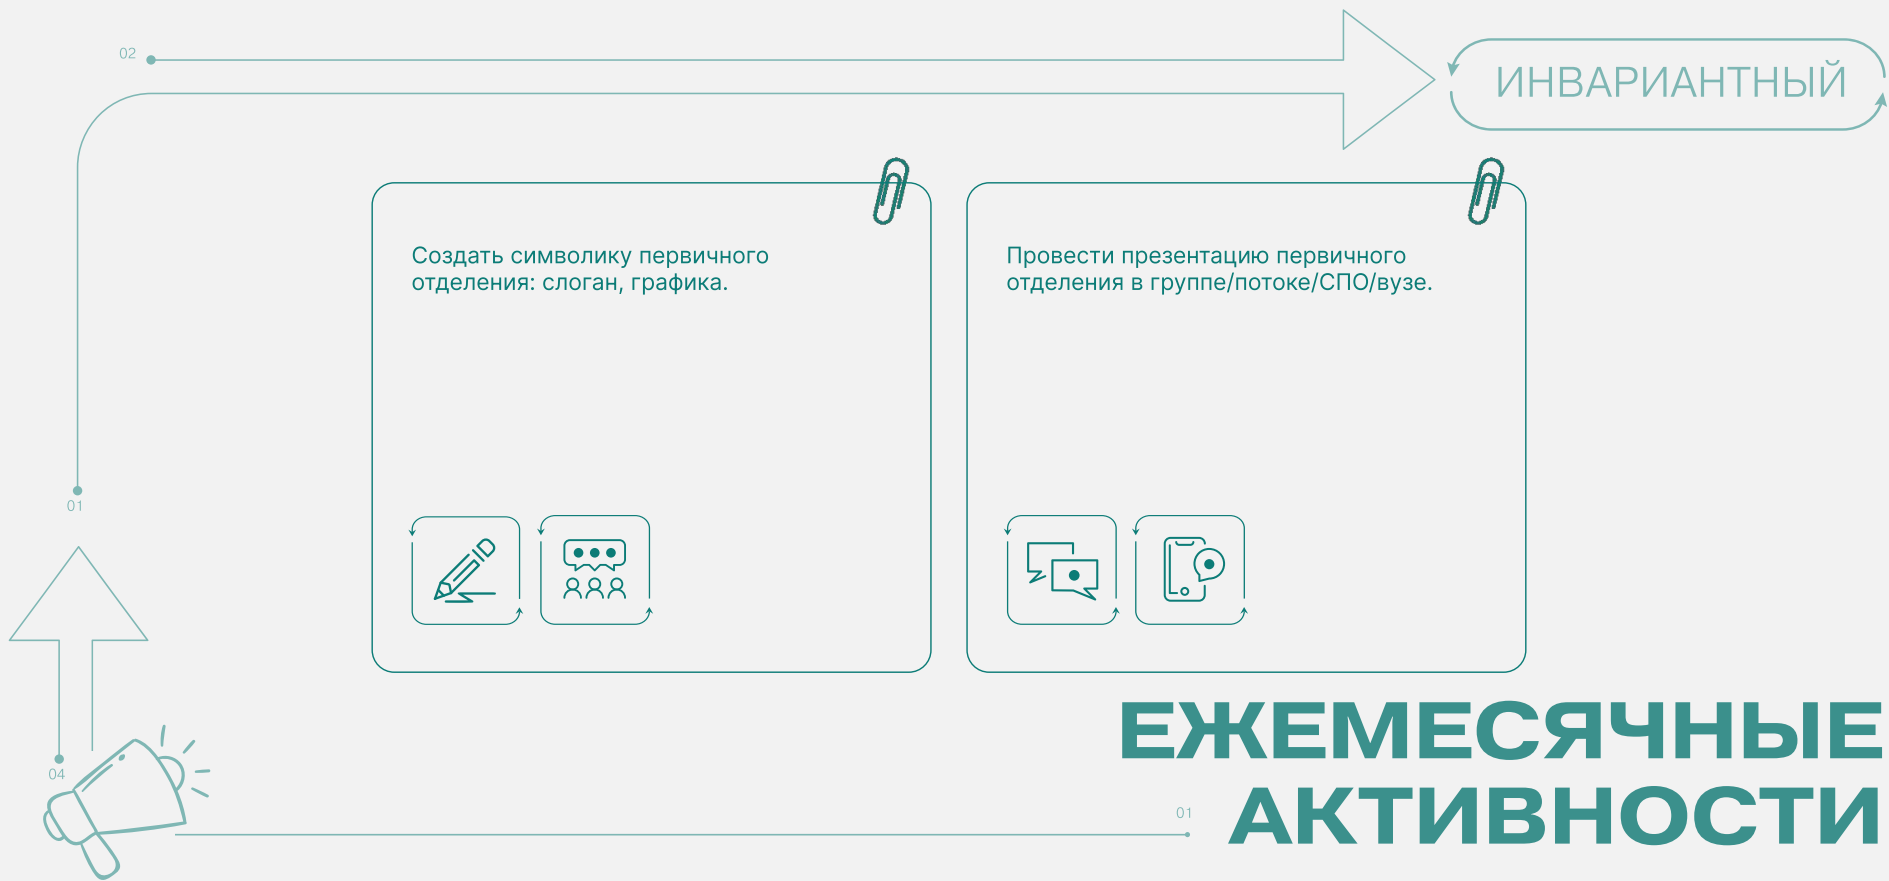 02
ИНВАРИАНТНЫЙ
Создать символику первичного
отделения: слоган, графика.
Провести презентацию первичного
отделения в группе/потоке/СПО/вузе.
01
04
ЕЖЕМЕСЯЧНЫЕ
АКТИВНОСТИ
01